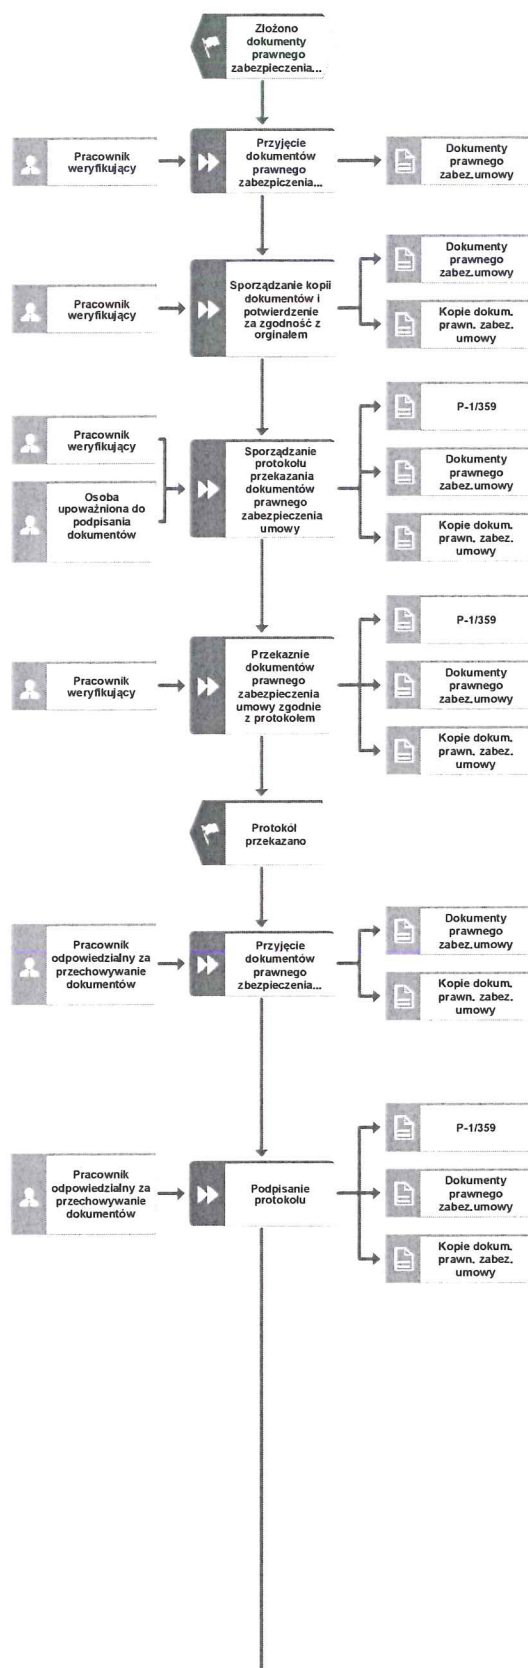 Złożono
dokumenty
prawnego
zabezpieczenia...
Pracownik
weryfikujący
Przyjęcie
dokumentów
prawnego
zabezpiczenia...
Dokumenty
prawnego
zabez.umowy
Pracownik
weryfikujący
Sporządzanie kopii
dokumentów i
potwierdzenie
za zgodność z
orginałem
Dokumenty
prawnego
zabez.umowy
Kopie dokum.
prawn. zabez.
umowy
Pracownik
weryfikujący
Osoba
upoważniona do
podpisania
dokumentów
Sporządzanie
protokołu
przekazania
dokumentów
prawnego
zabezpieczenia
umowy
P-1/359
Dokumenty
prawnego
zabez.umowy
Kopie dokum.
prawn. zabez.
umowy
Pracownik
weryfikujący
Przekaznie
dokumentów
prawnego
zabezpieczenia
umowy zgodnie
z protokołem
P-1/359
Dokumenty
prawnego
zabez.umowy
Kopie dokum.
prawn. zabez.
umowy
Protokół
przekazano
Pracownik
odpowiedzialny za
przechowywanie
dokumentów
Przyjęcie
dokumentów
prawnego
zbezpieczenia...
Dokumenty
prawnego
zabez.umowy
Kopie dokum.
prawn. zabez.
umowy
Pracownik
odpowiedzialny za
przechowywanie
dokumentów
Podpisanie
protokołu
P-1/359
Dokumenty
prawnego
zabez.umowy
Kopie dokum.
prawn. zabez.
umowy